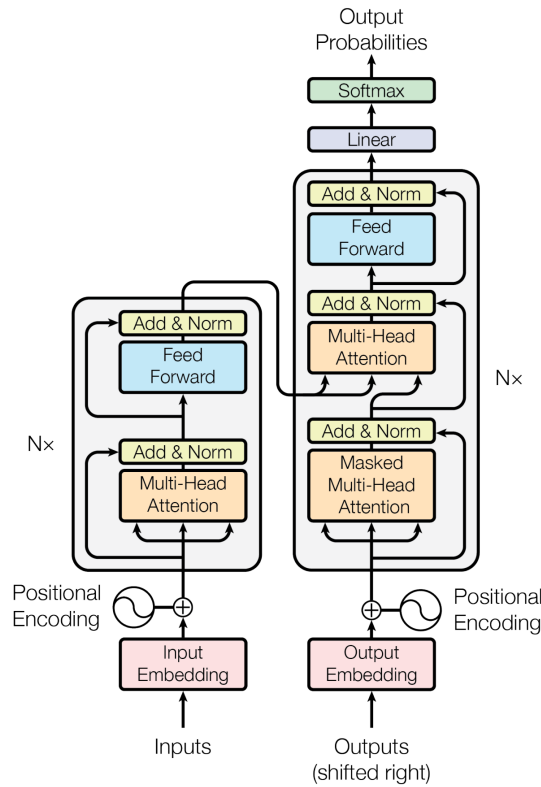 Output
Probabilities
Softmax
Linear
Add & Norm
Feed
Forward
Add & Norm
Multi-Head
Attention
Add & Norm
Masked
Multi-Head
Attention
N×
Add & Norm
Feed
Forward
Add & Norm
Multi-Head
Attention
N×
Positional
Encoding
Positional
Encoding
Input
Embedding
Output
Embedding
Inputs
Outputs
(shifted right)